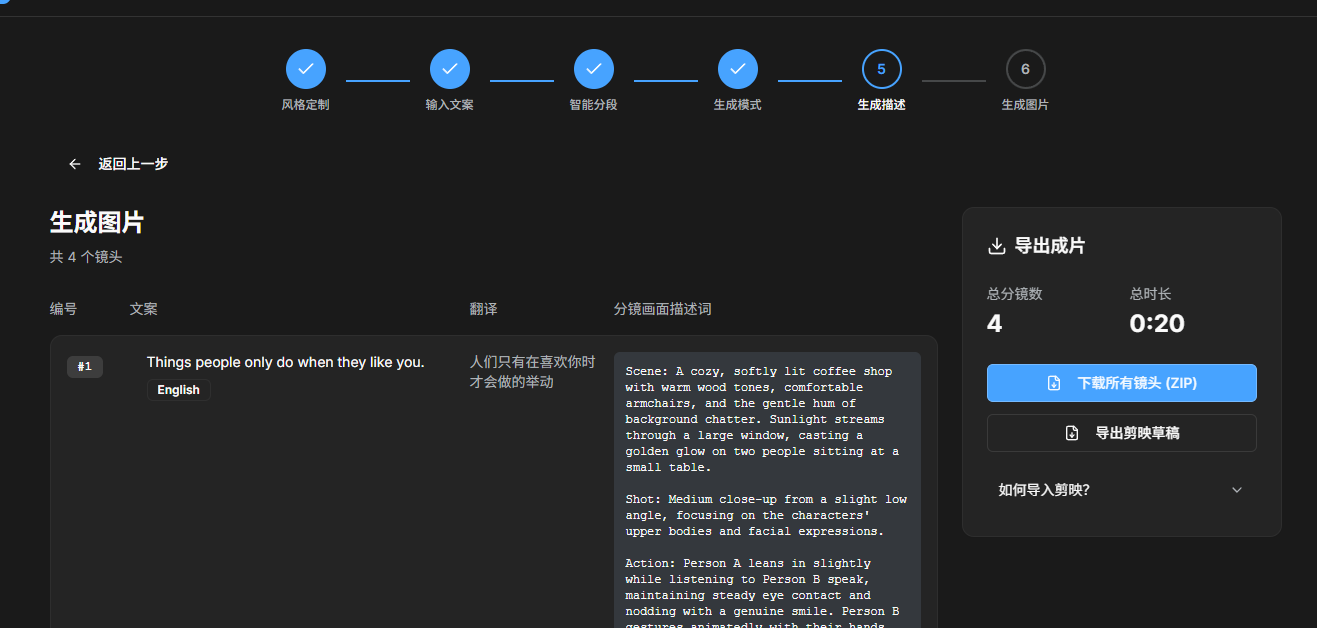 5
6
风格定制
输入文案
智能分段
生成模式
生成描述
生成图片
返回上一步
生成图片
共 4 个镜头
编号
文案
翻译
分镜画面描述词
#1
Things people only do when they like you.
English
人们只有在喜欢你时
才会做的举动
Scene: A cozy, softly lit coffee shop
with warm wood tones, comfortable
armchairs, and the gentle hum of
background chatter. Sunlight streams
through a large window, casting a
golden glow on two people sitting at a
small table.
Shot: Medium close-up from a slight low
angle, focusing on the characters'
upper bodies and facial expressions.
Action: Person A leans in slightly
while listening to Person B speak,
maintaining steady eye contact and
nodding with a genuine smile. Person B
gestures animatedly with their hands
导出成片
总分镜数
总时长
4
0:20
下载所有镜头 (ZIP)
导出剪映草稿
如何导入剪映?